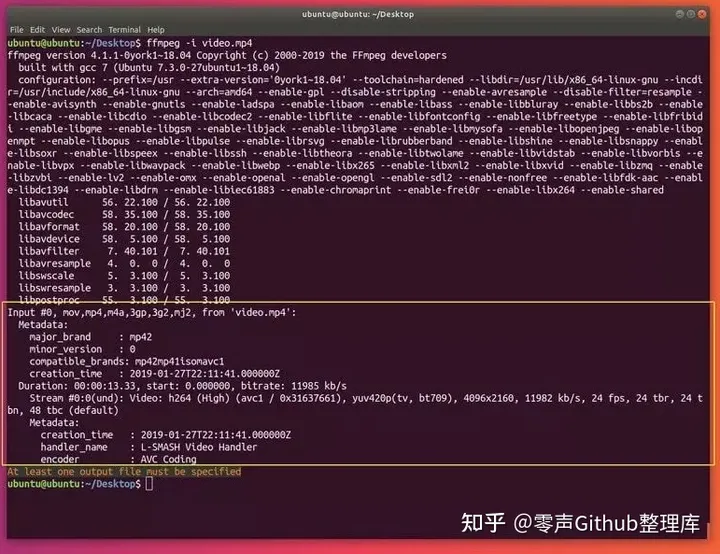 ubuntu@ubuntu: ~/Desktop
File Edit View Search Terminal Help
ubuntu@ubuntu:~/Desktop$ ffmpeg -i video.mp4
ffmpeg version 4.1.1-0york1~18.04 Copyright (c) 2000-2019 the FFmpeg developers
built with gcc 7 (Ubuntu 7.3.0-27ubuntu1~18.04)
configuration: --prefix=/usr --extra-version='0york1~18.04' --toolchain=hardened --libdir=/usr/lib/x86_64-linux-gnu --incdi
r=/usr/include/x86_64-linux-gnu --arch=amd64 --enable-gpl --disable-stripping --enable-avresample --disable-filter=resample -
-enable-avisynth --enable-gnutls --enable-ladspa --enable-libaom --enable-libass --enable-libbluray --enable-libbs2b --enable
-libcaca --enable-libcdio --enable-libcodec2 --enable-libflite --enable-libfontconfig --enable-libfreetype --enable-libfribid
i --enable-libgme --enable-libgsm --enable-libjack --enable-libmp3lame --enable-libmysofa --enable-libopenjpeg --enable-libop
enmpt --enable-libopus --enable-libpulse --enable-librsvg --enable-librubberband --enable-libshine --enable-libsnappy --enabl
e-libsoxr --enable-libspeex --enable-libssh --enable-libtheora --enable-libtwolame --enable-libvidstab --enable-libvorbis --e
nable-libvpx --enable-libwavpack --enable-libwebp --enable-libx265 --enable-libxml2 --enable-libxvid --enable-libzmq --enable
-libzvbi --enable-lv2 --enable-omx --enable-openal --enable-opengl --enable-sdl2 --enable-nonfree --enable-libfdk-aac --enabl
e-libdc1394 --enable-libdrm --enable-libiec61883 --enable-chromaprint --enable-frei0r --enable-libx264 --enable-shared
libavutil 56. 22.100 / 56. 22.100
libavcodec 58. 35.100 / 58. 35.100
libavformat 58. 20.100 / 58. 20.100
libavdevice 58. 5.100 / 58. 5.100
libavfilter 7. 40.101 / 7. 40.101
libavresample 4. 0. 0 / 4. 0. 0
libswscale 5. 3.100 / 5. 3.100
libswresample 3. 3.100 / 3. 3.100
libpostproc 55. 3.100 / 55. 3.100
Input #0, mov,mp4,m4a,3gp,3g2,mj2, from 'video.mp4':
Metadata:
major_brand : mp42
minor_version : 0
compatible_brands: mp42mp41isomavc1
creation_time : 2019-01-27T22:11:41.000000Z
Duration: 00:00:13.33, start: 0.000000, bitrate: 11985 kb/s
Stream #0:0(und): Video: h264 (High) (avc1 / 0x31637661), yuv420p(tv, bt709), 4096x2160, 11982 kb/s, 24 fps, 24 tbr, 24 t
bn, 48 tbc (default)
Metadata:
creation_time : 2019-01-27T22:11:41.000000Z
handler_name : L-SMASH Video Handler
encoder : AVC Coding
At least one output file must be specified
ubuntu@ubuntu:~/Desktop$
知乎 @零声Github整理库